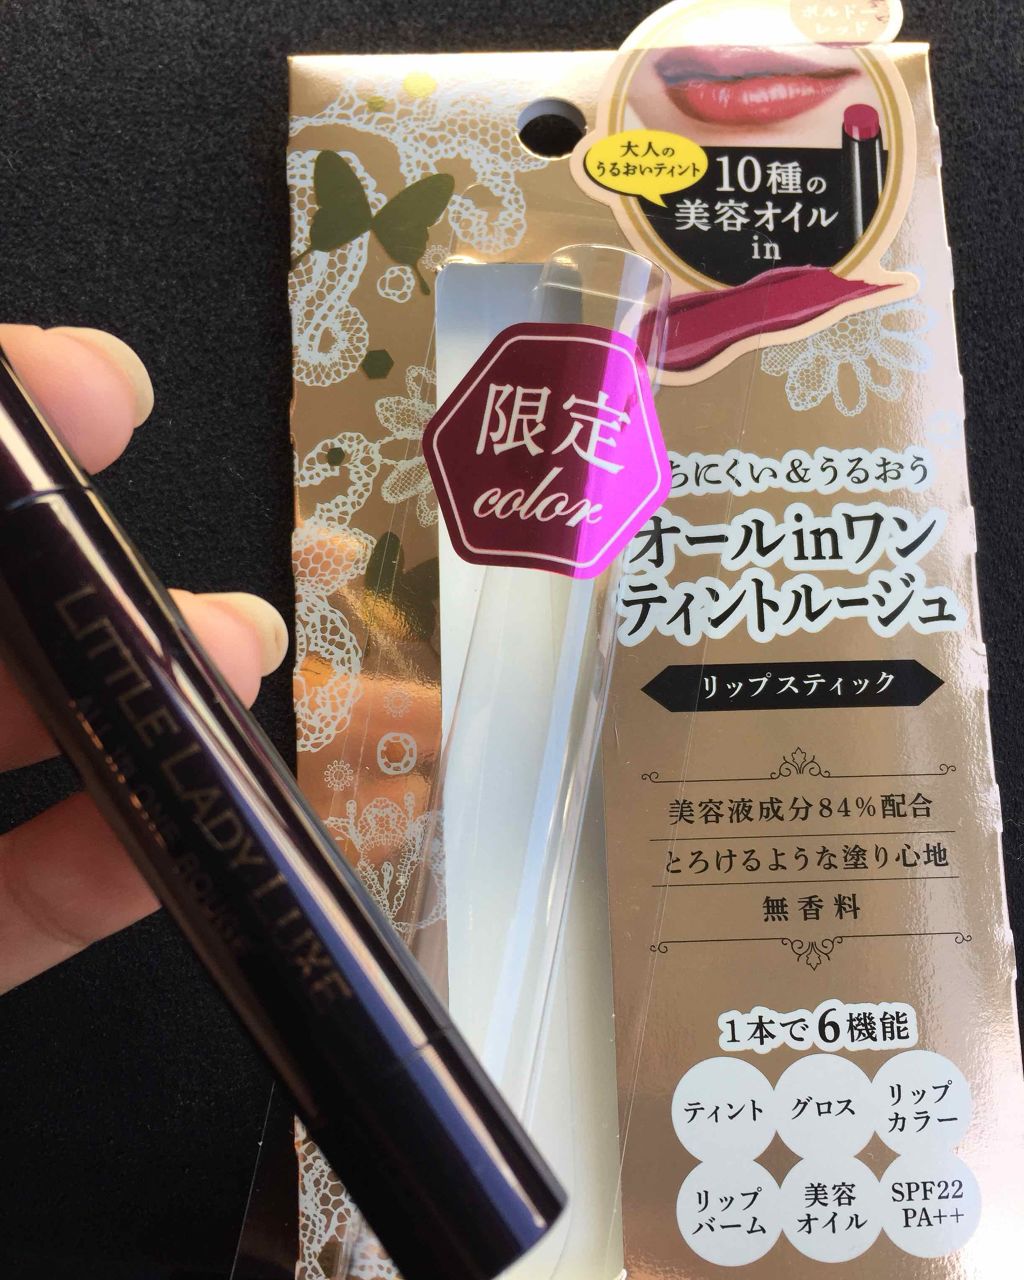 ボルドー
レッド
大人の
うるおいティント
10種の
美容オイル
in
限定
color
ちにくい&うるおう
オールinワン
ティントルージュ
リップスティック
美容液成分84%配合
とろけるような塗り心地
無香料
1本で6機能
ティント
グロス
リップ
カラー
リップ
バーム
美容
オイル
SPF22
PA++
LITTLE LADY LUXE
ALL in ONE ROUGE